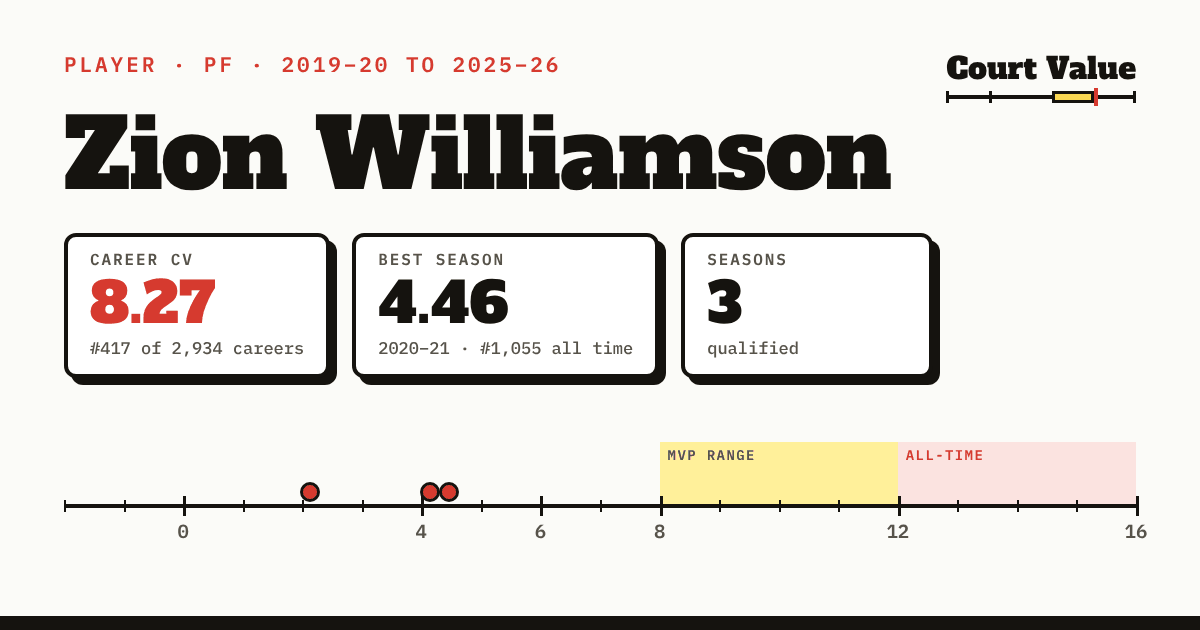 PLAYER · PF · 2019–20 TO 2025–26
Court Value
Zion Williamson
CAREER CV
8.27
#417 of 2,934 careers
BEST SEASON
4.46
2020–21 · #1,055 all time
SEASONS
3
qualified
MVP RANGE
ALL-TIME
0 4 6 8 12 16